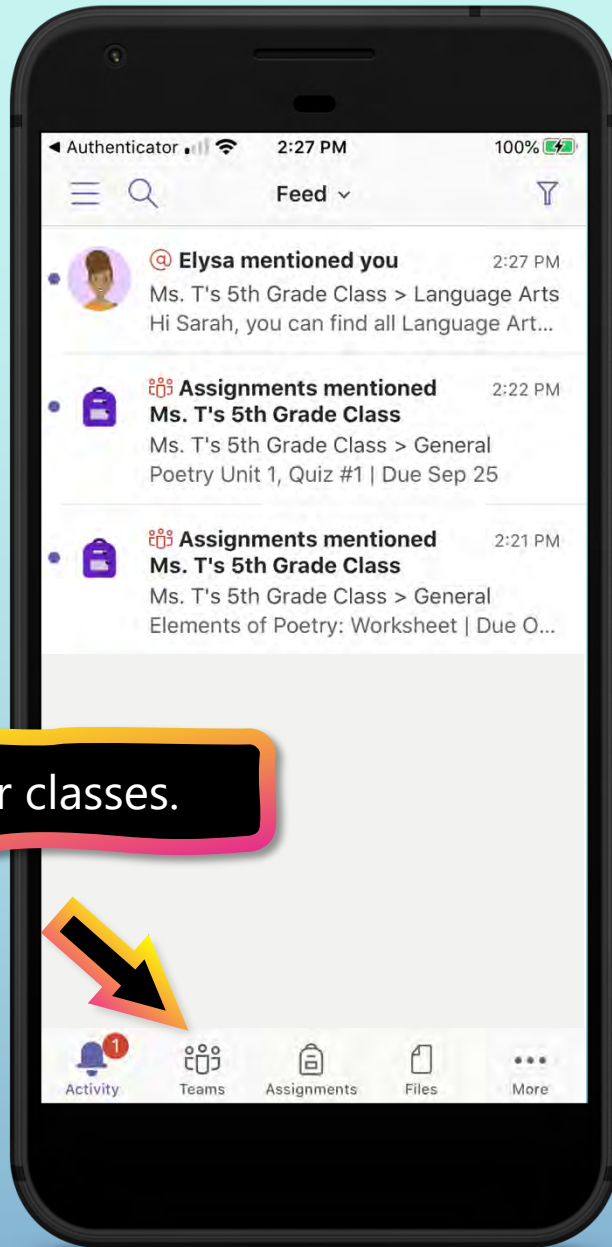 Authenticator 2:27 PM 100%
Feed
@ Elysa mentioned you 2:27 PM
Ms. T's 5th Grade Class > Language Arts
Hi Sarah, you can find all Language Art...
Assignments mentioned 2:22 PM
Ms. T's 5th Grade Class
Ms. T's 5th Grade Class > General
Poetry Unit 1, Quiz #1 | Due Sep 25
Assignments mentioned 2:21 PM
Ms. T's 5th Grade Class
Ms. T's 5th Grade Class > General
Elements of Poetry: Worksheet | Due O...
classes.
1
Activity Teams Assignments Files More